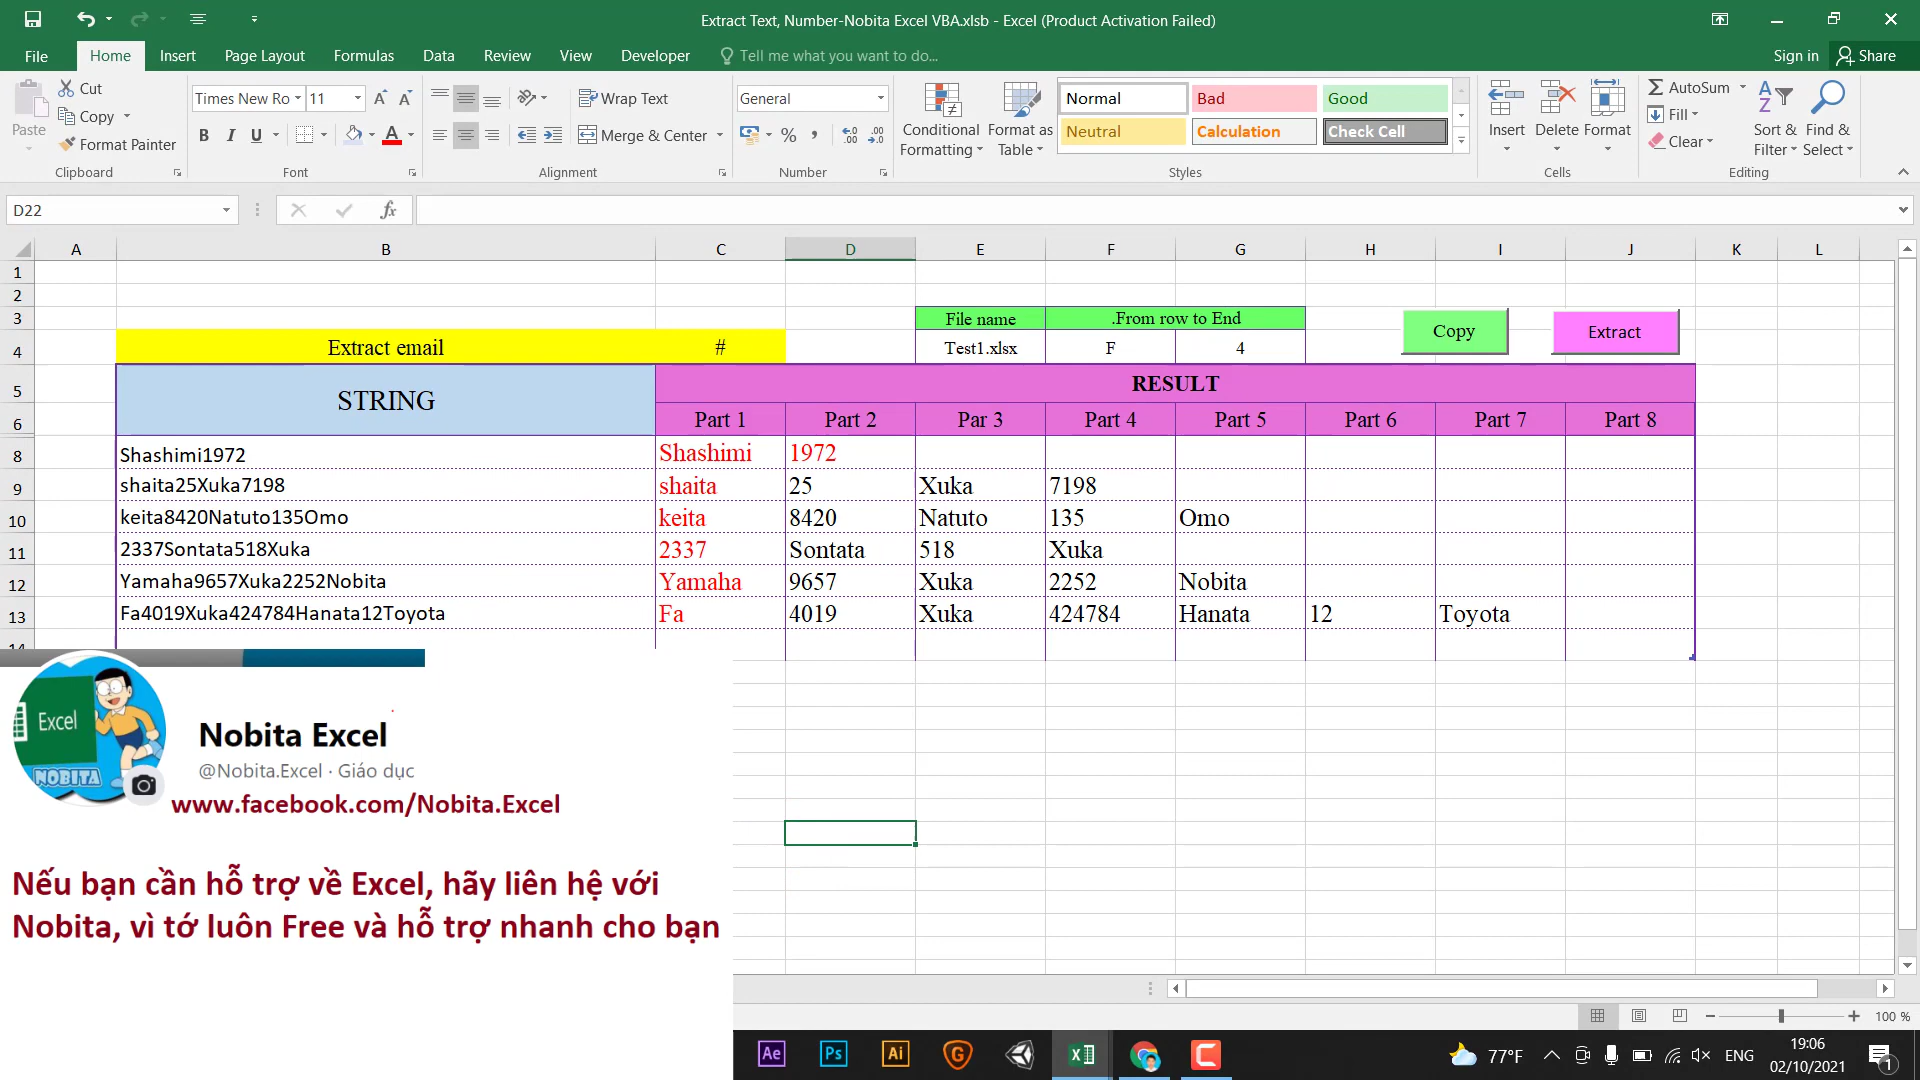 Extract Text, Number-Nobita Excel VBA.xlsb - Excel (Product Activation Failed)
File Home Insert Page Layout Formulas Data Review View Developer Tell me what you want to do... Sign in Share
Paste Cut Copy Format Painter
Times New Ro 11
B I U A
Wrap Text Merge & Center
General % ,
Conditional Formatting Format as Table
Normal Bad Good
Neutral Calculation Check Cell
Insert Delete Format
AutoSum Fill Clear
Sort & Filter Find & Select
Clipboard Font Alignment Number Styles Cells Editing
D22 fx
A B C D E F G H I J K L
1
2
3 File name .From row to End Copy Extract
4 Extract email # Test1.xlsx F 4
5 STRING RESULT
6 Part 1 Part 2 Par 3 Part 4 Part 5 Part 6 Part 7 Part 8
8 Shashimi1972 Shashimi 1972
9 shaita25Xuka7198 shaita 25 Xuka 7198
10 keita8420Natuto135Omo keita 8420 Natuto 135 Omo
11 2337Sontata518Xuka 2337 Sontata 518 Xuka
12 Yamaha9657Xuka2252Nobita Yamaha 9657 Xuka 2252 Nobita
13 Fa4019Xuka424784Hanata12Toyota Fa 4019 Xuka 424784 Hanata 12 Toyota
Excel
NOBITA
Nobita Excel
@Nobita.Excel · Giáo dục
www.facebook.com/Nobita.Excel
Nếu bạn cần hỗ trợ về Excel, hãy liên hệ với
Nobita, vì tớ luôn Free và hỗ trợ nhanh cho bạn
100 %
Ae Ps Ai 77°F ENG 19:06
02/10/2021 1